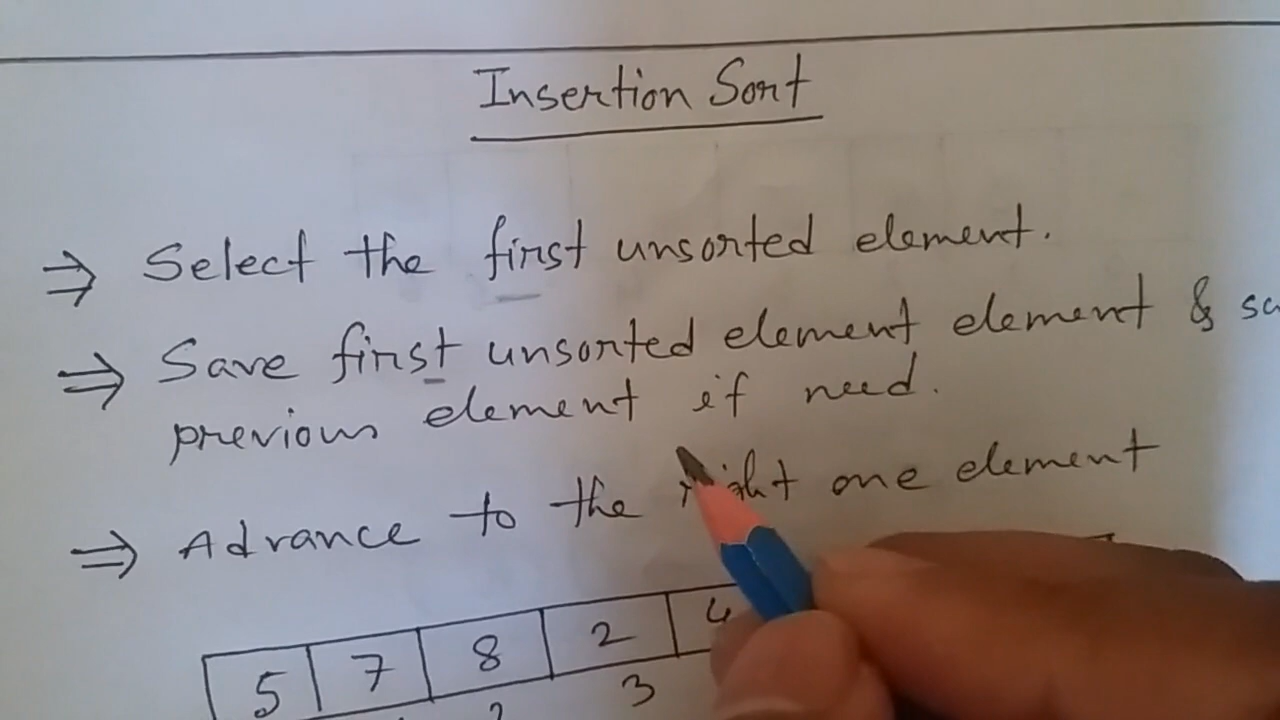 Insertion Sort
⇒ Select the first unsorted element.
⇒ Save first unsorted element element &
previous element if need.
⇒ Advance to the right one element
5 7 8 2 4
3